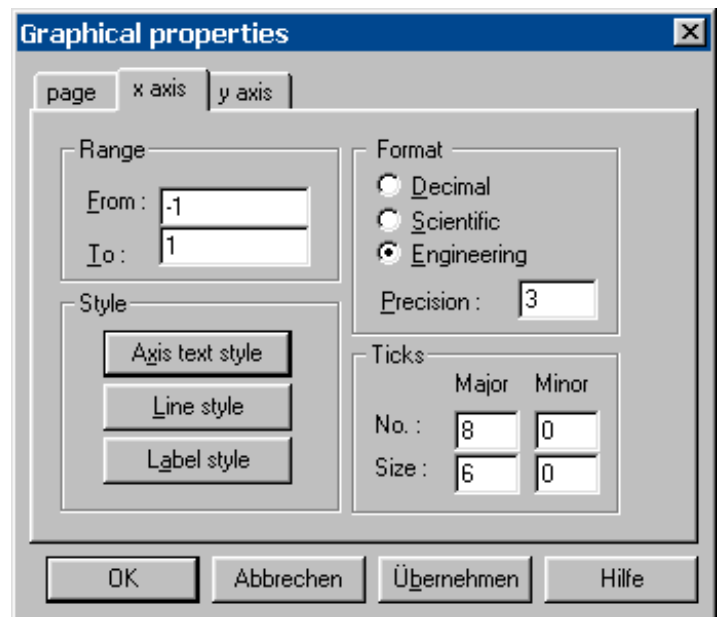 Graphical properties
page x axis y axis
Range
From : -1
To : 1
Style
Axis text style
Line style
Label style
Format
Decimal
Scientific
Engineering
Precision : 3
Ticks
Major Minor
No. : 8 0
Size : 6 0
OK Abbrechen Übernehmen Hilfe